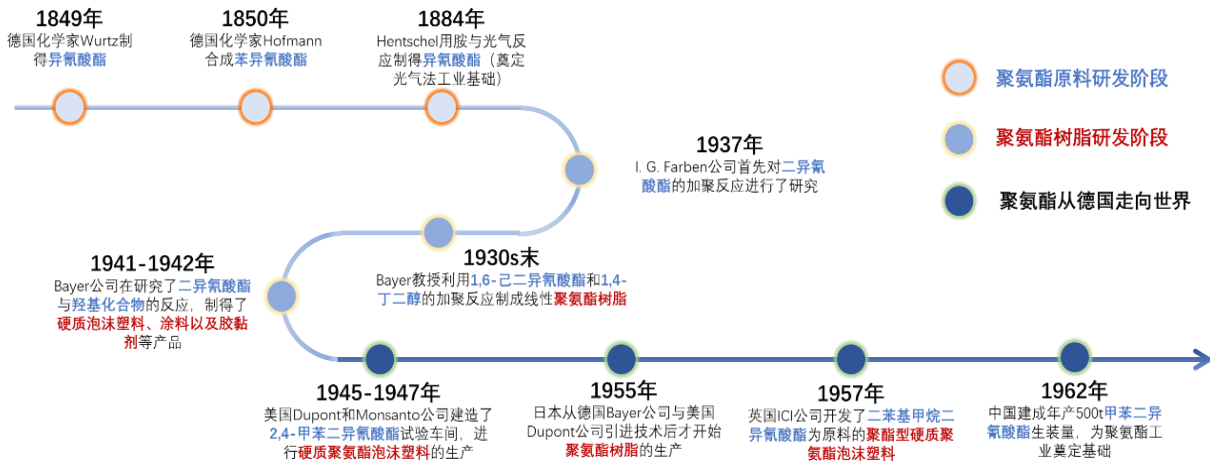 1849年
德国化学家Wurtz制
得异氰酸酯
1850年
德国化学家Hofmann
合成苯异氰酸酯
1884年
Hentschel用胺与光气反
应制得异氰酸酯（奠定
光气法工业基础）
聚氨酯原料研发阶段
聚氨酯树脂研发阶段
聚氨酯从德国走向世界
1937年
I. G. Farben公司首先对二异氰
酸酯的加聚反应进行了研究
1930s末
Bayer教授利用1,6-己二异氰酸酯和1,4-
丁二醇的加聚反应制成线性聚氨酯树脂
1941-1942年
Bayer公司在研究了二异氰酸酯
与羟基化合物的反应，制得了
硬质泡沫塑料、涂料以及胶黏
剂等产品
1945-1947年
美国Dupont和Monsanto公司建造了
2,4-甲苯二异氰酸酯试验车间，进
行硬质聚氨酯泡沫塑料的生产
1955年
日本从德国Bayer公司与美国
Dupont公司引进技术后才开始
聚氨酯树脂的生产
1957年
英国ICI公司开发了二苯基甲烷二
异氰酸酯为原料的聚酯型硬质聚
氨酯泡沫塑料
1962年
中国建成年产500t甲苯二异
氰酸酯生装量，为聚氨酯工
业奠定基础